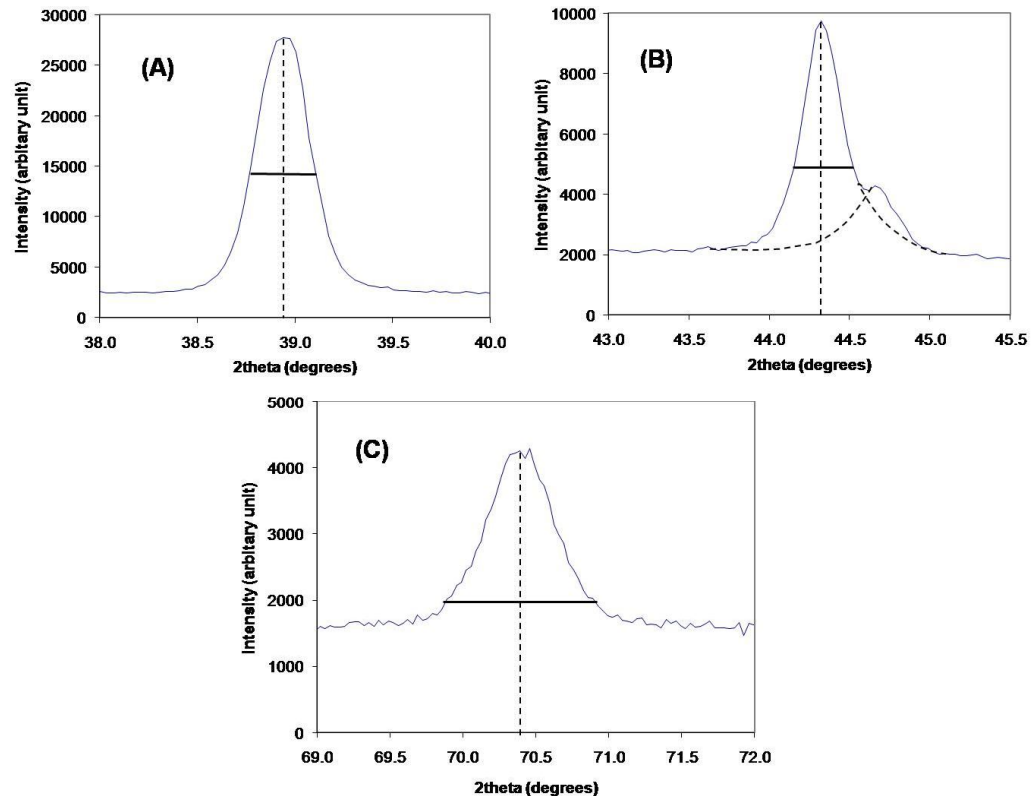 30000
25000
20000
15000
10000
5000
0
(A)
Intensity (arbitary unit)
38.0 38.5 39.0 39.5 40.0
2theta (degrees)
10000
8000
6000
4000
2000
0
(B)
Intensity (arbitary unit)
43.0 43.5 44.0 44.5 45.0 45.5
2theta (degrees)
5000
4000
3000
2000
1000
0
(C)
Intensity (arbitary unit)
69.0 69.5 70.0 70.5 71.0 71.5 72.0
2theta (degrees)